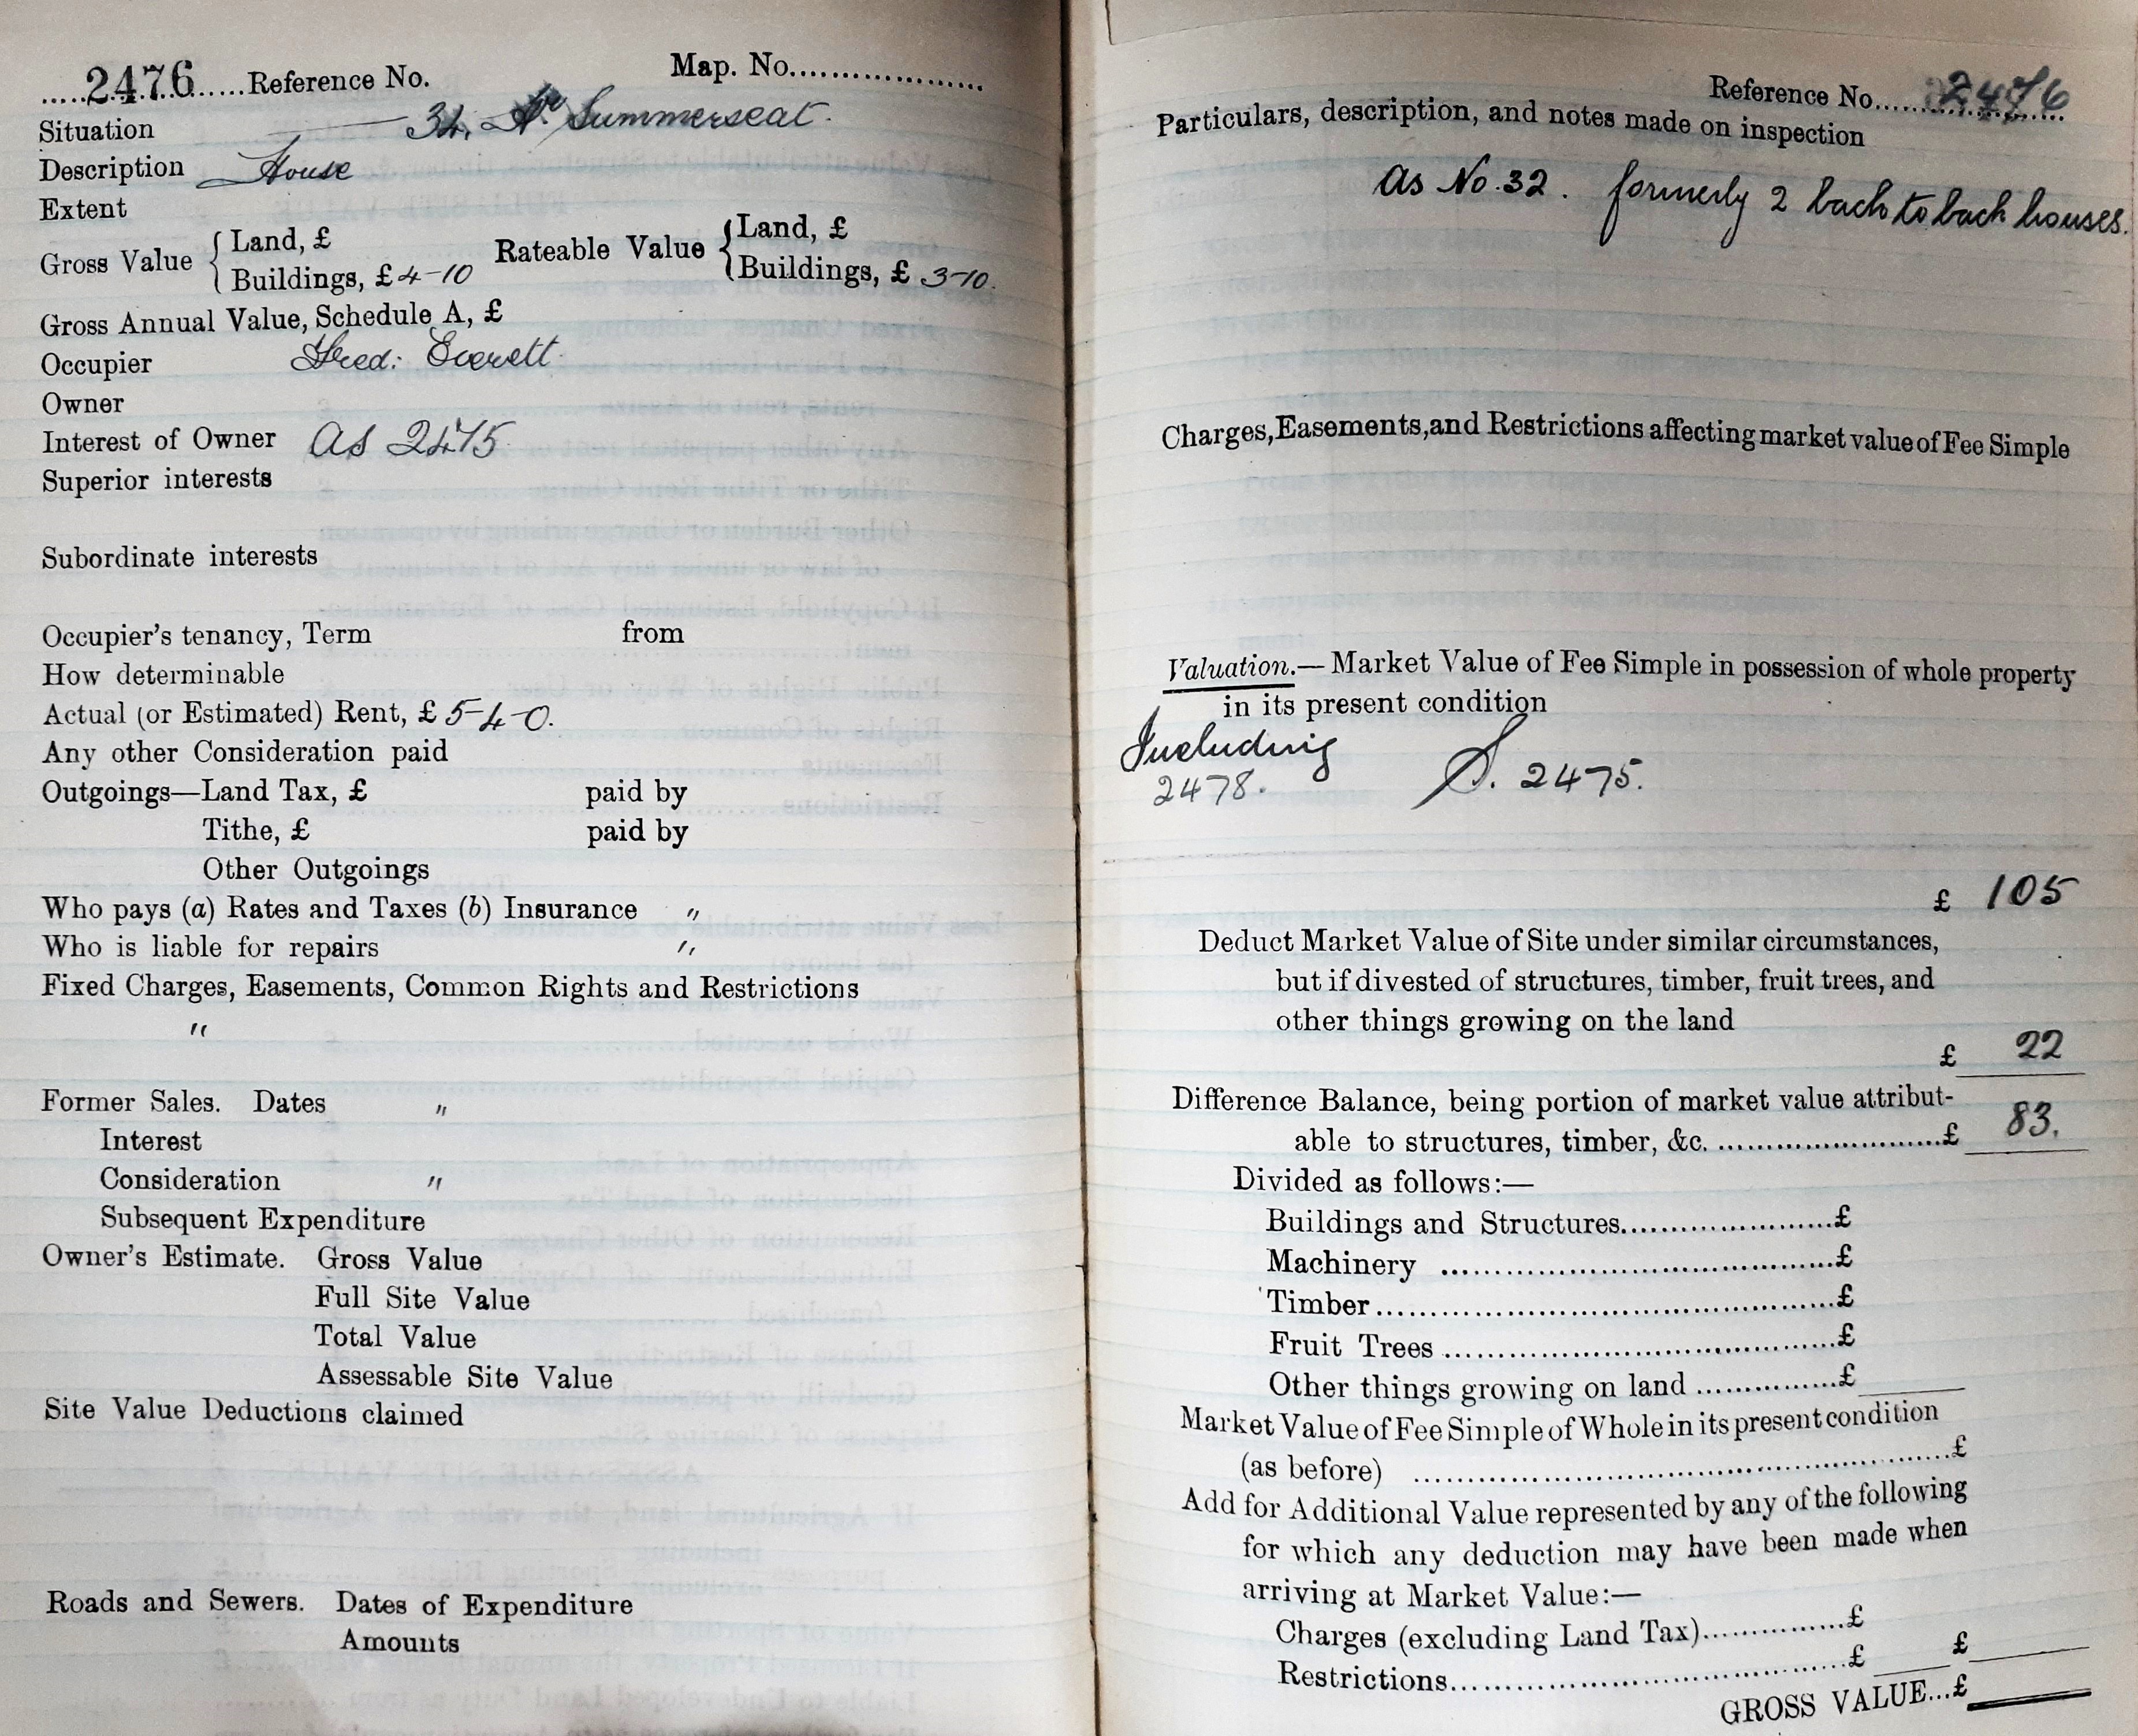 2476 Reference No. Map. No.
Situation 34, Summerseat.
Description House
Extent
Gross Value { Land, £ Rateable Value { Land, £
Buildings, £ 4-10 Buildings, £ 3-10.
Gross Annual Value, Schedule A, £
Occupier Fred: Everett.
Owner
Interest of Owner as 2475
Superior interests
Subordinate interests
Occupier's tenancy, Term from
How determinable
Actual (or Estimated) Rent, £ 5-4-0.
Any other Consideration paid
Outgoings—Land Tax, £ paid by
Tithe, £ paid by
Other Outgoings
Who pays (a) Rates and Taxes (b) Insurance "
Who is liable for repairs "
Fixed Charges, Easements, Common Rights and Restrictions
"
Former Sales. Dates "
Interest
Consideration "
Subsequent Expenditure
Owner's Estimate. Gross Value
Full Site Value
Total Value
Assessable Site Value
Site Value Deductions claimed
Roads and Sewers. Dates of Expenditure
Amounts
Reference No. 2476
Particulars, description, and notes made on inspection
as No. 32. formerly 2 back to back houses.
Charges, Easements, and Restrictions affecting market value of Fee Simple
Valuation.—Market Value of Fee Simple in possession of whole property
in its present condition
Including
2478. S. 2475.
£ 105
Deduct Market Value of Site under similar circumstances,
but if divested of structures, timber, fruit trees, and
other things growing on the land
£ 22
Difference Balance, being portion of market value attribut-
able to structures, timber, &c. £ 83.
Divided as follows:—
Buildings and Structures £
Machinery £
Timber £
Fruit Trees £
Other things growing on land £
Market Value of Fee Simple of Whole in its present condition
(as before) £
Add for Additional Value represented by any of the following
for which any deduction may have been made when
arriving at Market Value:—
Charges (excluding Land Tax) £
Restrictions £ £
GROSS VALUE...£